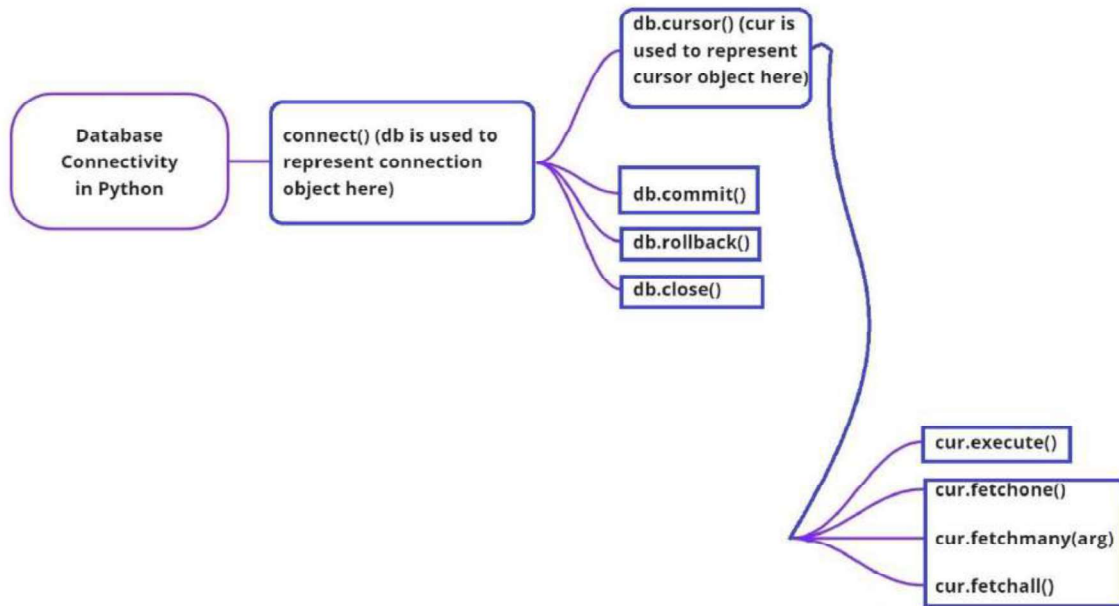 Database
Connectivity
in Python
connect() (db is used to
represent connection
object here)
db.cursor() (cur is
used to represent
cursor object here)
db.commit()
db.rollback()
db.close()
cur.execute()
cur.fetchone()
cur.fetchmany(arg)
cur.fetchall()